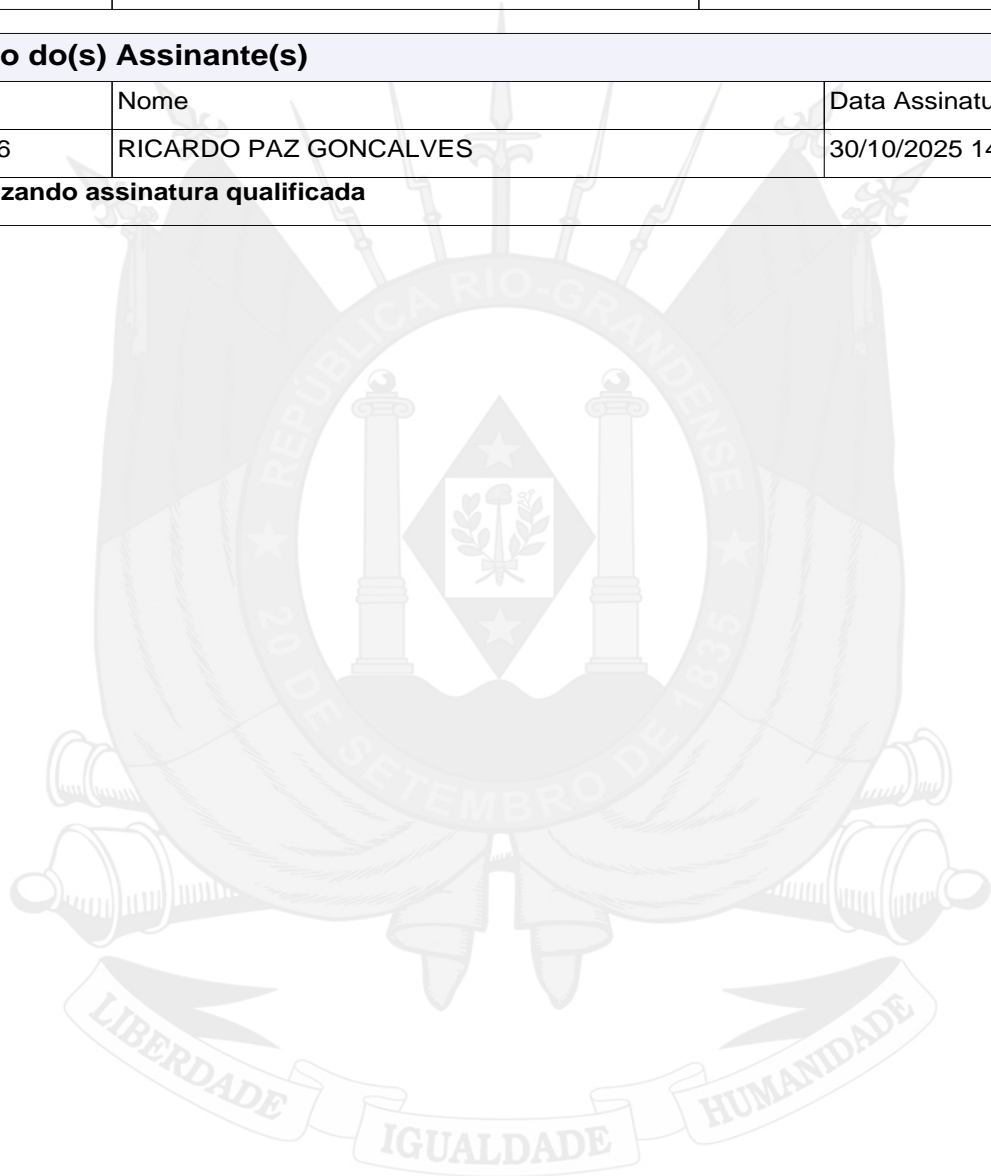 o do(s) Assinante(s)
Nome
Data Assinatu
6
RICARDO PAZ GONCALVES
30/10/2025 14
zando assinatura qualificada
REPÚBLICA RIO-GRANDENSE
20 DE SETEMBRO DE 1835
LIBERDADE
IGUALDADE
HUMANIDADE